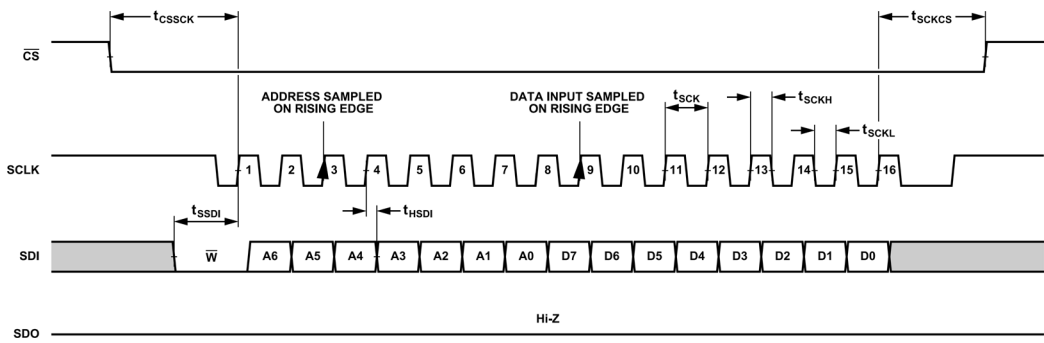 tCSSCK
tSCKCS
CS
ADDRESS SAMPLED
ON RISING EDGE
DATA INPUT SAMPLED
ON RISING EDGE
tSCK
tSCKH
tSCKL
SCLK 1 2 3 4 5 6 7 8 9 10 11 12 13 14 15 16
tSSDI
tHSDI
SDI W A6 A5 A4 A3 A2 A1 A0 D7 D6 D5 D4 D3 D2 D1 D0
Hi-Z
SDO